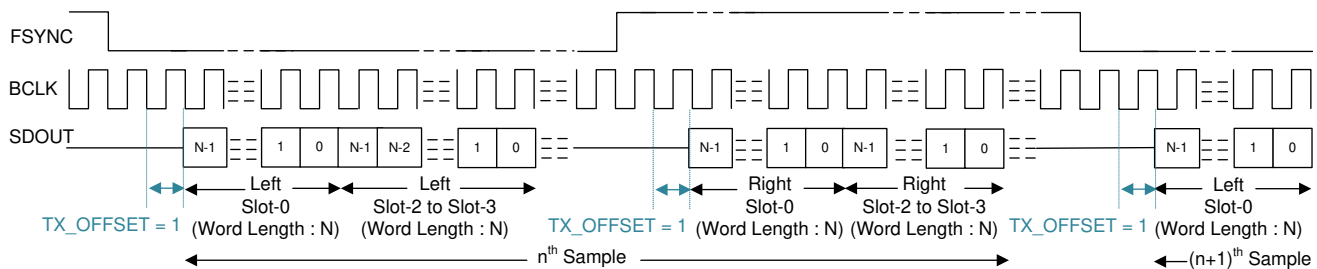 FSYNC
BCLK
SDOUT
N-1 1 0 N-1 N-2 1 0 N-1 1 0 N-1 1 0 N-1 1 0
Left Left Right Right Left
Slot-0 Slot-2 to Slot-3 Slot-0 Slot-2 to Slot-3 Slot-0
TX_OFFSET = 1 (Word Length : N) (Word Length : N) TX_OFFSET = 1 (Word Length : N) (Word Length : N) TX_OFFSET = 1 (Word Length : N)
nth Sample (n+1)th Sample